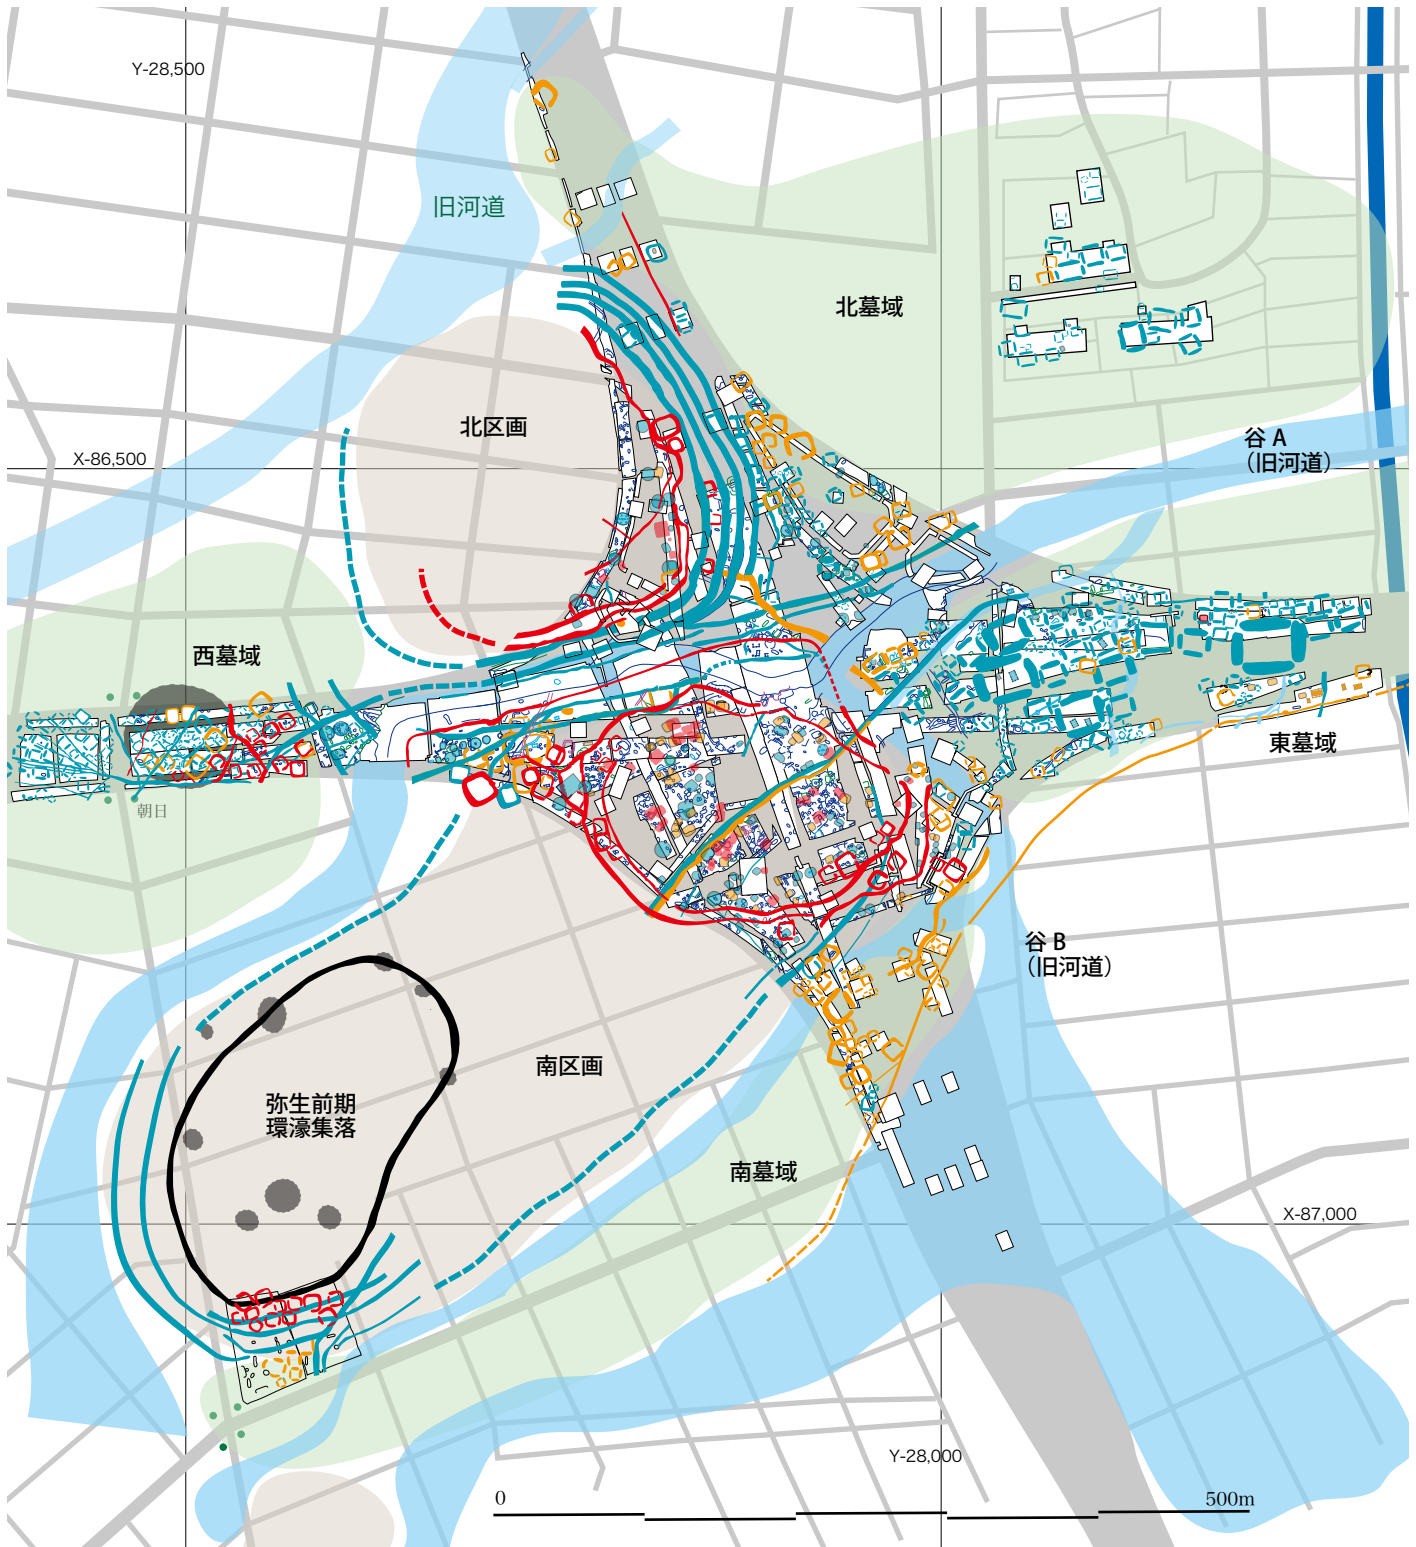 Y-28,500
旧河道
北墓域
北区画
谷 A
（旧河道）
X-86,500
西墓域
東墓域
朝日
谷 B
（旧河道）
南区画
弥生前期
環濠集落
南墓域
X-87,000
Y-28,000
0
500m